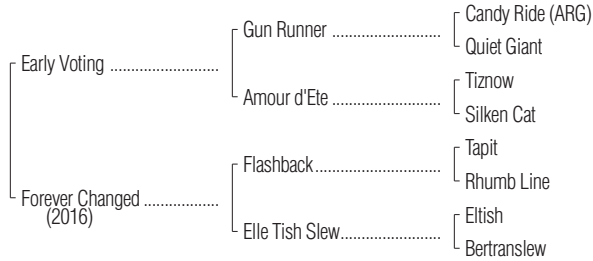 Candy Ride (ARG)
Gun Runner ........................
Quiet Giant
Early Voting ........................
Tiznow
Amour d'Ete ........................
Silken Cat
Tapit
Flashback ........................
Rhumb Line
Forever Changed ..................
(2016)
Eltish
Elle Tish Slew ........................
Bertranslew